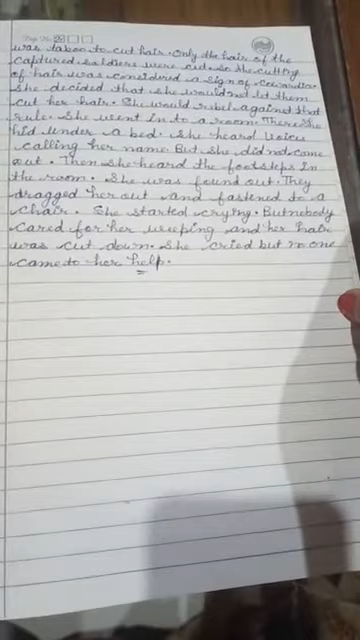 Pg. No. 28
was taboo to cut hair. Only the hair of the
captured soldiers were cut. So the cutting
of hair was considered a sign of cowardice.
She decided that she would not let them
cut her hair. She would rebel against that
rule. She went in to a room. There she
hid under a bed. She heard voice
calling her name. But she did not come
out. Then she heard the footsteps in
the room. She was found out. They
dragged her out and fastened to a
chair. She started crying. But nobody
cared for her weeping and her hair
was cut down. She cried but no one
came to her help.